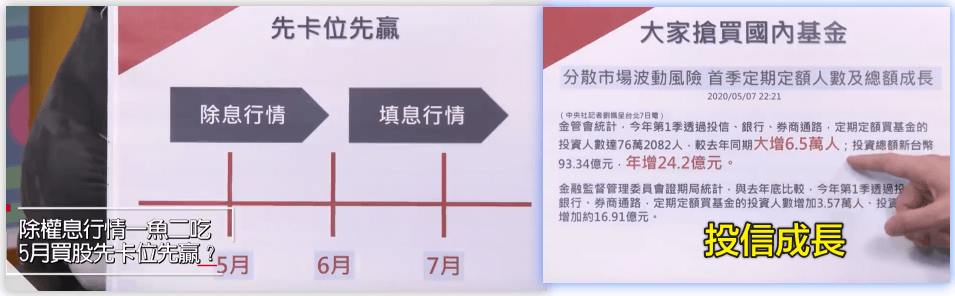 先卡位先贏
除息行情
填息行情
除權息行情一魚二吃
5月買股先卡位先贏？
5月
6月
7月
大家搶買國內基金
分散市場波動風險 首季定期定額人數及總額成長
2020/05/07 22:21
（中央社記者劉姵呈台北7日電）
金管會統計，今年第1季透過投信、銀行、券商通路，定期定額買基金的
投資人數達76萬2082人，較去年同期大增6.5萬人；投資總額新台幣
93.34億元，年增24.2億元。
金融監督管理委員會證期局統計，與去年底比較，今年第1季透過投
銀行、券商通路，定期定額買基金的投資人數增加3.57萬人、投資
增加約16.91億元。
投信成長